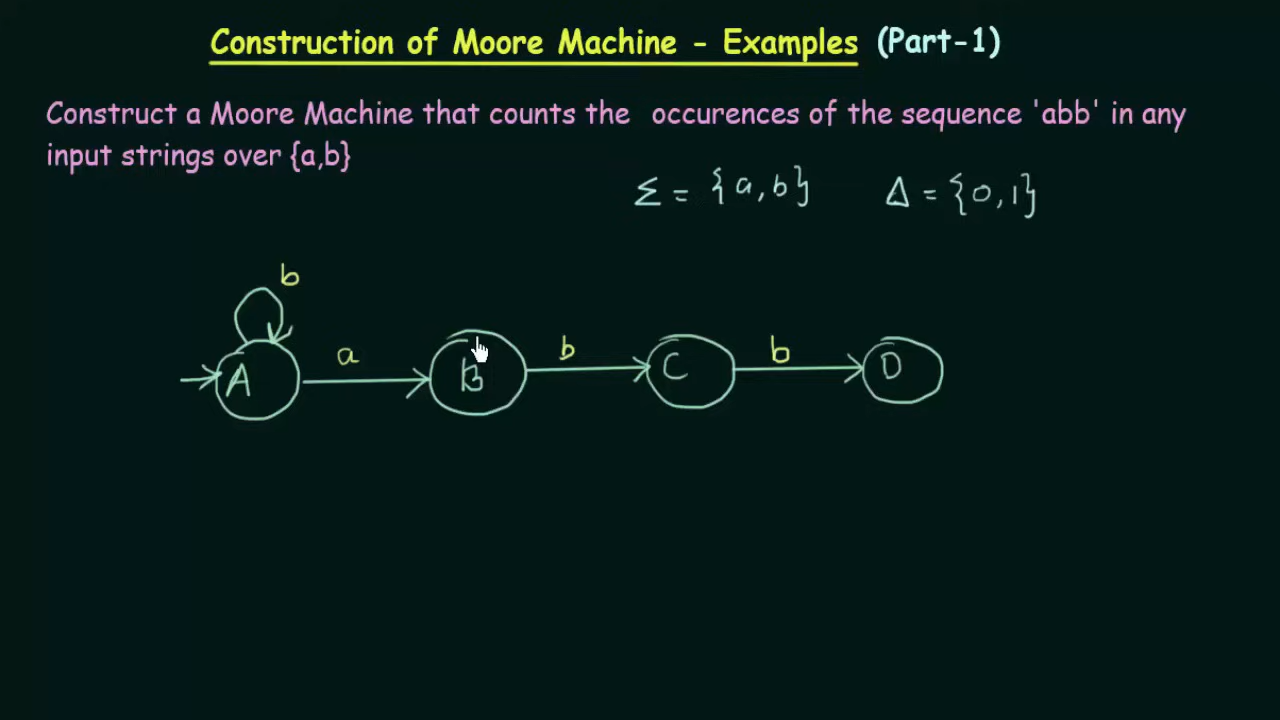 Construction of Moore Machine - Examples (Part-1)
Construct a Moore Machine that counts the occurences of the sequence 'abb' in any
input strings over {a,b}
Σ = {a, b} Δ = {0, 1}
b
a b b
A B C D